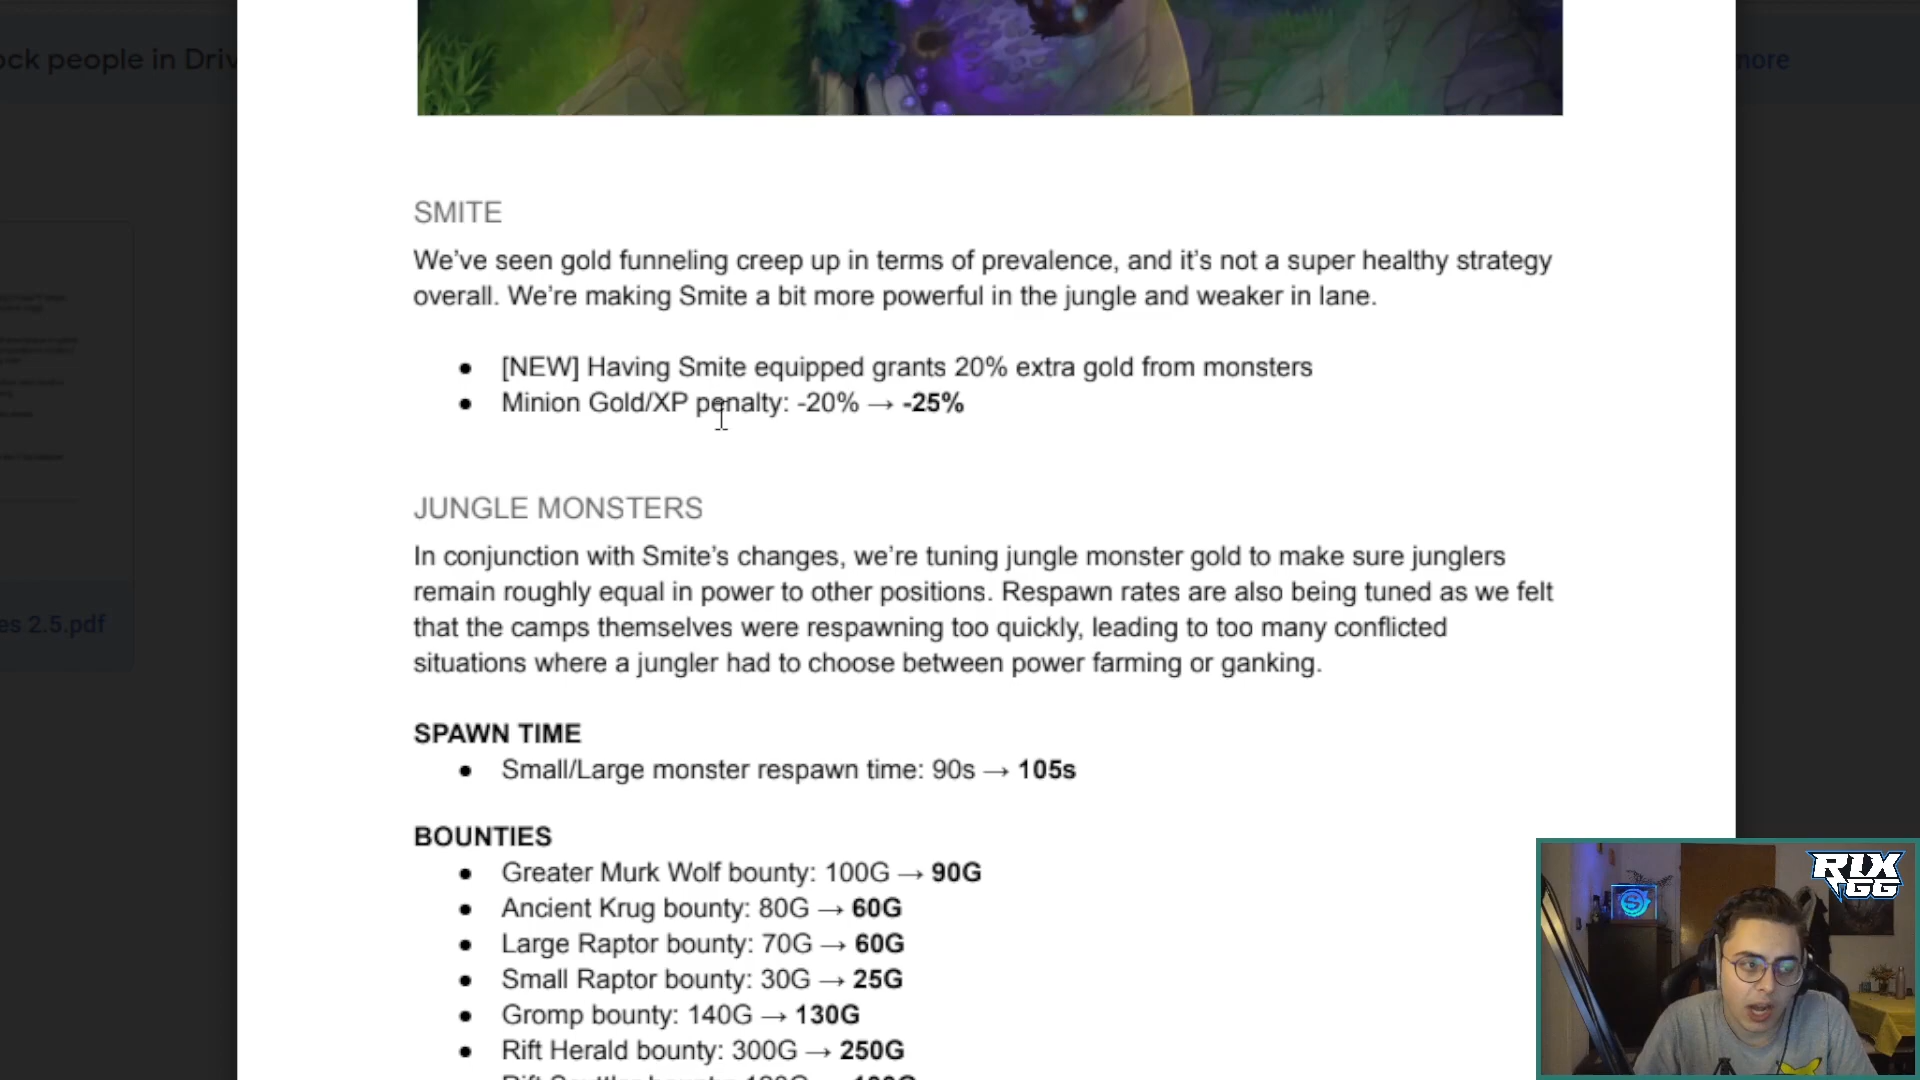 ock people in Driv
more
SMITE
We've seen gold funneling creep up in terms of prevalence, and it's not a super healthy strategy
overall. We're making Smite a bit more powerful in the jungle and weaker in lane.
● [NEW] Having Smite equipped grants 20% extra gold from monsters
● Minion Gold/XP penalty: -20% → -25%
JUNGLE MONSTERS
In conjunction with Smite's changes, we're tuning jungle monster gold to make sure junglers
remain roughly equal in power to other positions. Respawn rates are also being tuned as we felt
that the camps themselves were respawning too quickly, leading to too many conflicted
situations where a jungler had to choose between power farming or ganking.
es 2.5.pdf
SPAWN TIME
● Small/Large monster respawn time: 90s → 105s
BOUNTIES
● Greater Murk Wolf bounty: 100G → 90G
● Ancient Krug bounty: 80G → 60G
● Large Raptor bounty: 70G → 60G
● Small Raptor bounty: 30G → 25G
● Gromp bounty: 140G → 130G
● Rift Herald bounty: 300G → 250G
RIX
GG